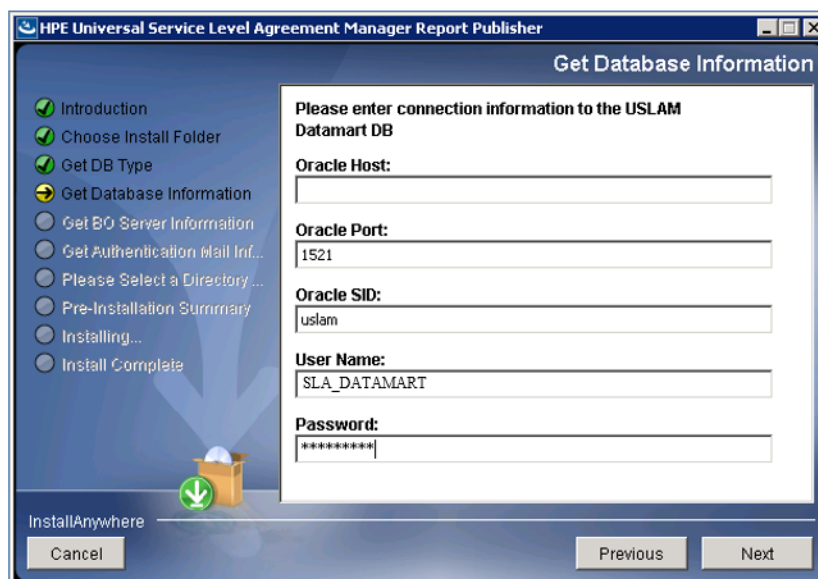 HPE Universal Service Level Agreement Manager Report Publisher
Get Database Information
Introduction
Choose Install Folder
Get DB Type
Get Database Information
Get BO Server Information
Get Authentication Mail Inf...
Please Select a Directory ...
Pre-Installation Summary
Installing...
Install Complete
Please enter connection information to the USLAM
Datamart DB
Oracle Host:
Oracle Port:
1521
Oracle SID:
uslam
User Name:
SLA_DATAMART
Password:
*********
InstallAnywhere
Cancel
Previous
Next